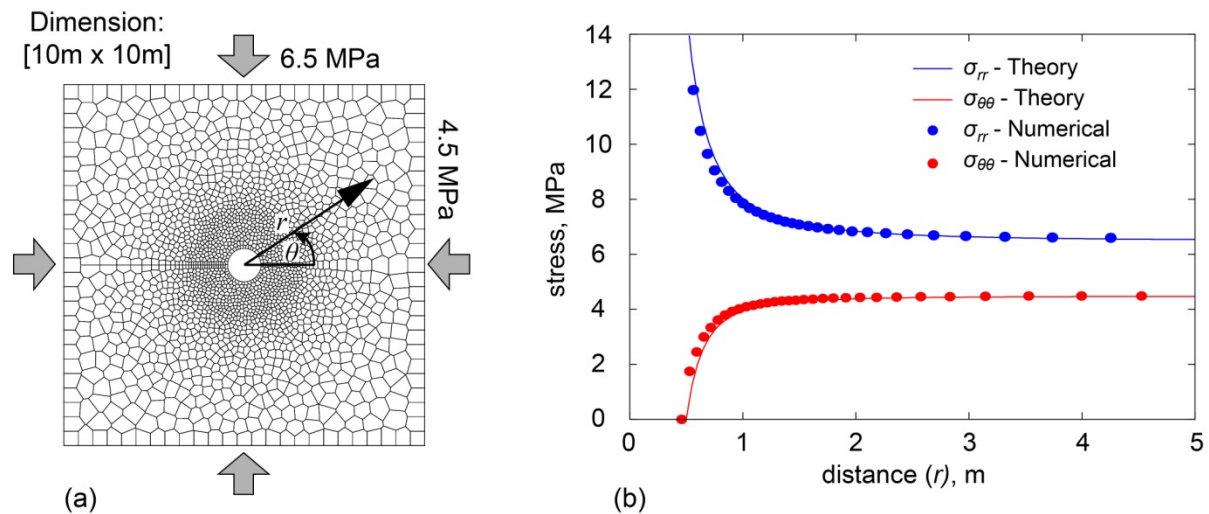 Dimension:
[10m x 10m]
6.5 MPa
4.5 MPa
r
θ
(a)
14
12
10
8
6
4
2
0
stress, MPa
σrr - Theory
σθθ - Theory
σrr - Numerical
σθθ - Numerical
0 1 2 3 4 5
distance (r), m
(b)